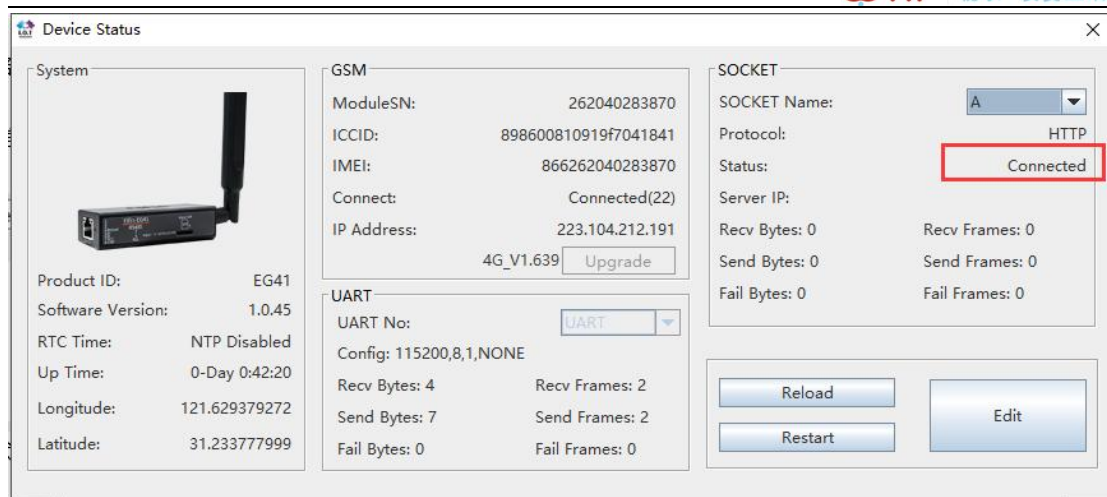 Device Status
System
Product ID: EG41
Software Version: 1.0.45
RTC Time: NTP Disabled
Up Time: 0-Day 0:42:20
Longitude: 121.629379272
Latitude: 31.233777999
GSM
ModuleSN: 262040283870
ICCID: 898600810919f7041841
IMEI: 866262040283870
Connect: Connected(22)
IP Address: 223.104.212.191
4G_V1.639 Upgrade
UART
UART No: UART
Config: 115200,8,1,NONE
Recv Bytes: 4 Recv Frames: 2
Send Bytes: 7 Send Frames: 2
Fail Bytes: 0 Fail Frames: 0
SOCKET
SOCKET Name: A
Protocol: HTTP
Status: Connected
Server IP:
Recv Bytes: 0 Recv Frames: 0
Send Bytes: 0 Send Frames: 0
Fail Bytes: 0 Fail Frames: 0
Reload
Restart
Edit